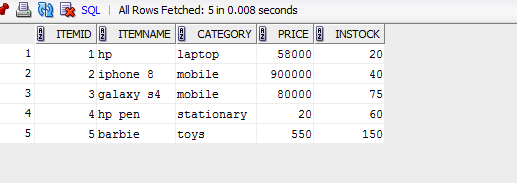 SQL | All Rows Fetched: 5 in 0.008 seconds
ITEMID ITEMNAME CATEGORY PRICE INSTOCK
1 1 hp laptop 58000 20
2 2 iphone 8 mobile 900000 40
3 3 galaxy s4 mobile 80000 75
4 4 hp pen stationary 20 60
5 5 barbie toys 550 150